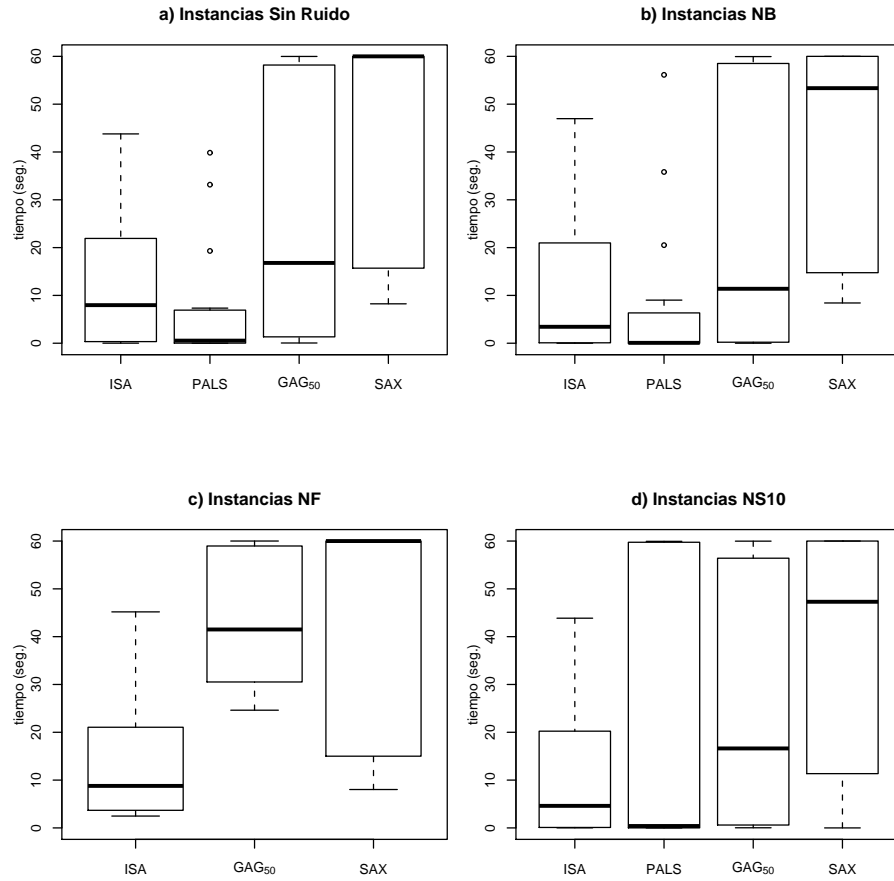 a) Instancias Sin Ruido
tiempo (seg.)
60
50
40
30
20
10
0
ISA PALS GAG₅₀ SAX
b) Instancias NB
tiempo (seg.)
60
50
40
30
20
10
0
ISA PALS GAG₅₀ SAX
c) Instancias NF
tiempo (seg.)
60
50
40
30
20
10
0
ISA GAG₅₀ SAX
d) Instancias NS10
tiempo (seg.)
60
50
40
30
20
10
0
ISA PALS GAG₅₀ SAX